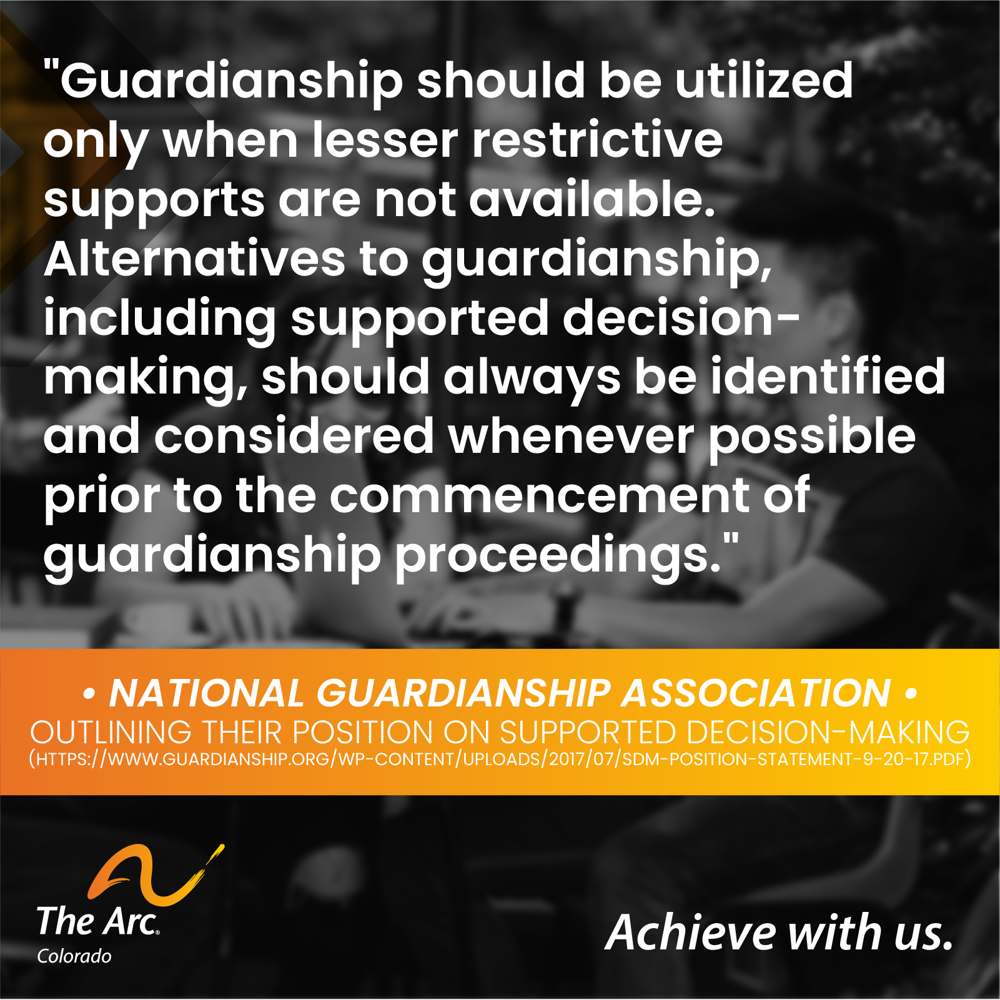 "Guardianship should be utilized
only when lesser restrictive
supports are not available.
Alternatives to guardianship,
including supported decision-
making, should always be identified
and considered whenever possible
prior to the commencement of
guardianship proceedings."
• NATIONAL GUARDIANSHIP ASSOCIATION •
OUTLINING THEIR POSITION ON SUPPORTED DECISION-MAKING
(HTTPS://WWW.GUARDIANSHIP.ORG/WP-CONTENT/UPLOADS/2017/07/SDM-POSITION-STATEMENT-9-20-17.PDF)
The Arc®
Colorado
Achieve with us.